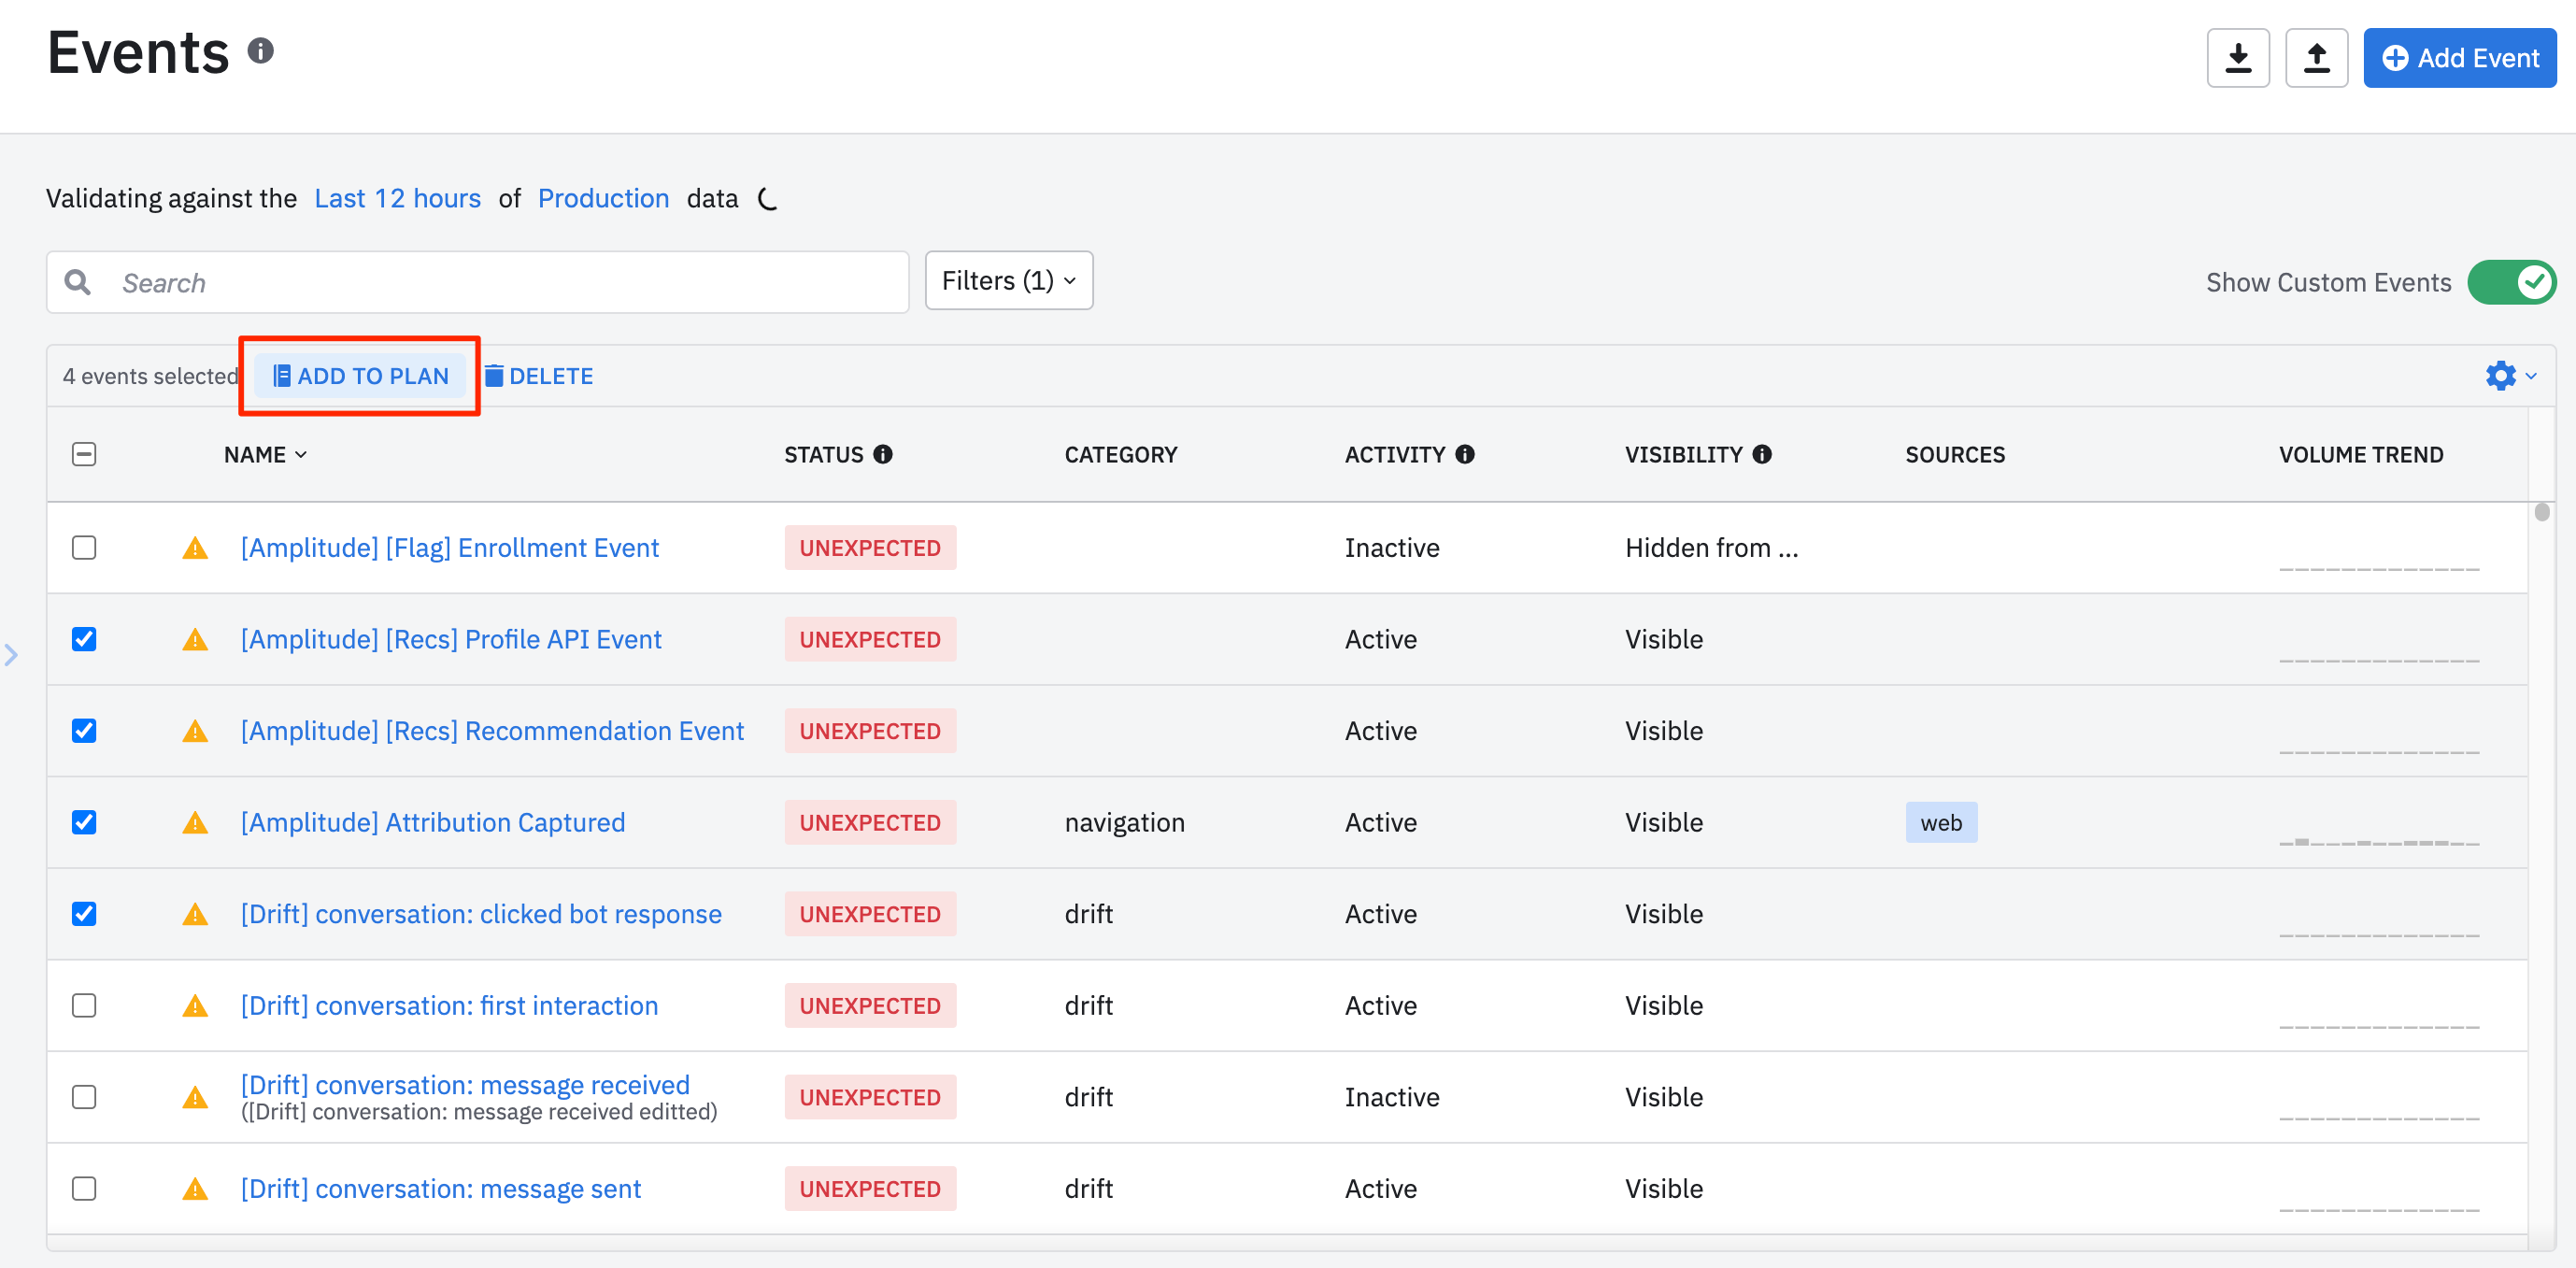 Events
Add Event
Validating against the Last 12 hours of Production data
Search
Filters (1)
Show Custom Events
4 events selected ADD TO PLAN DELETE
NAME STATUS CATEGORY ACTIVITY VISIBILITY SOURCES VOLUME TREND
[Amplitude] [Flag] Enrollment Event UNEXPECTED Inactive Hidden from ...
[Amplitude] [Recs] Profile API Event UNEXPECTED Active Visible
[Amplitude] [Recs] Recommendation Event UNEXPECTED Active Visible
[Amplitude] Attribution Captured UNEXPECTED navigation Active Visible web
[Drift] conversation: clicked bot response UNEXPECTED drift Active Visible
[Drift] conversation: first interaction UNEXPECTED drift Active Visible
[Drift] conversation: message received UNEXPECTED drift Inactive Visible
([Drift] conversation: message received editted)
[Drift] conversation: message sent UNEXPECTED drift Active Visible